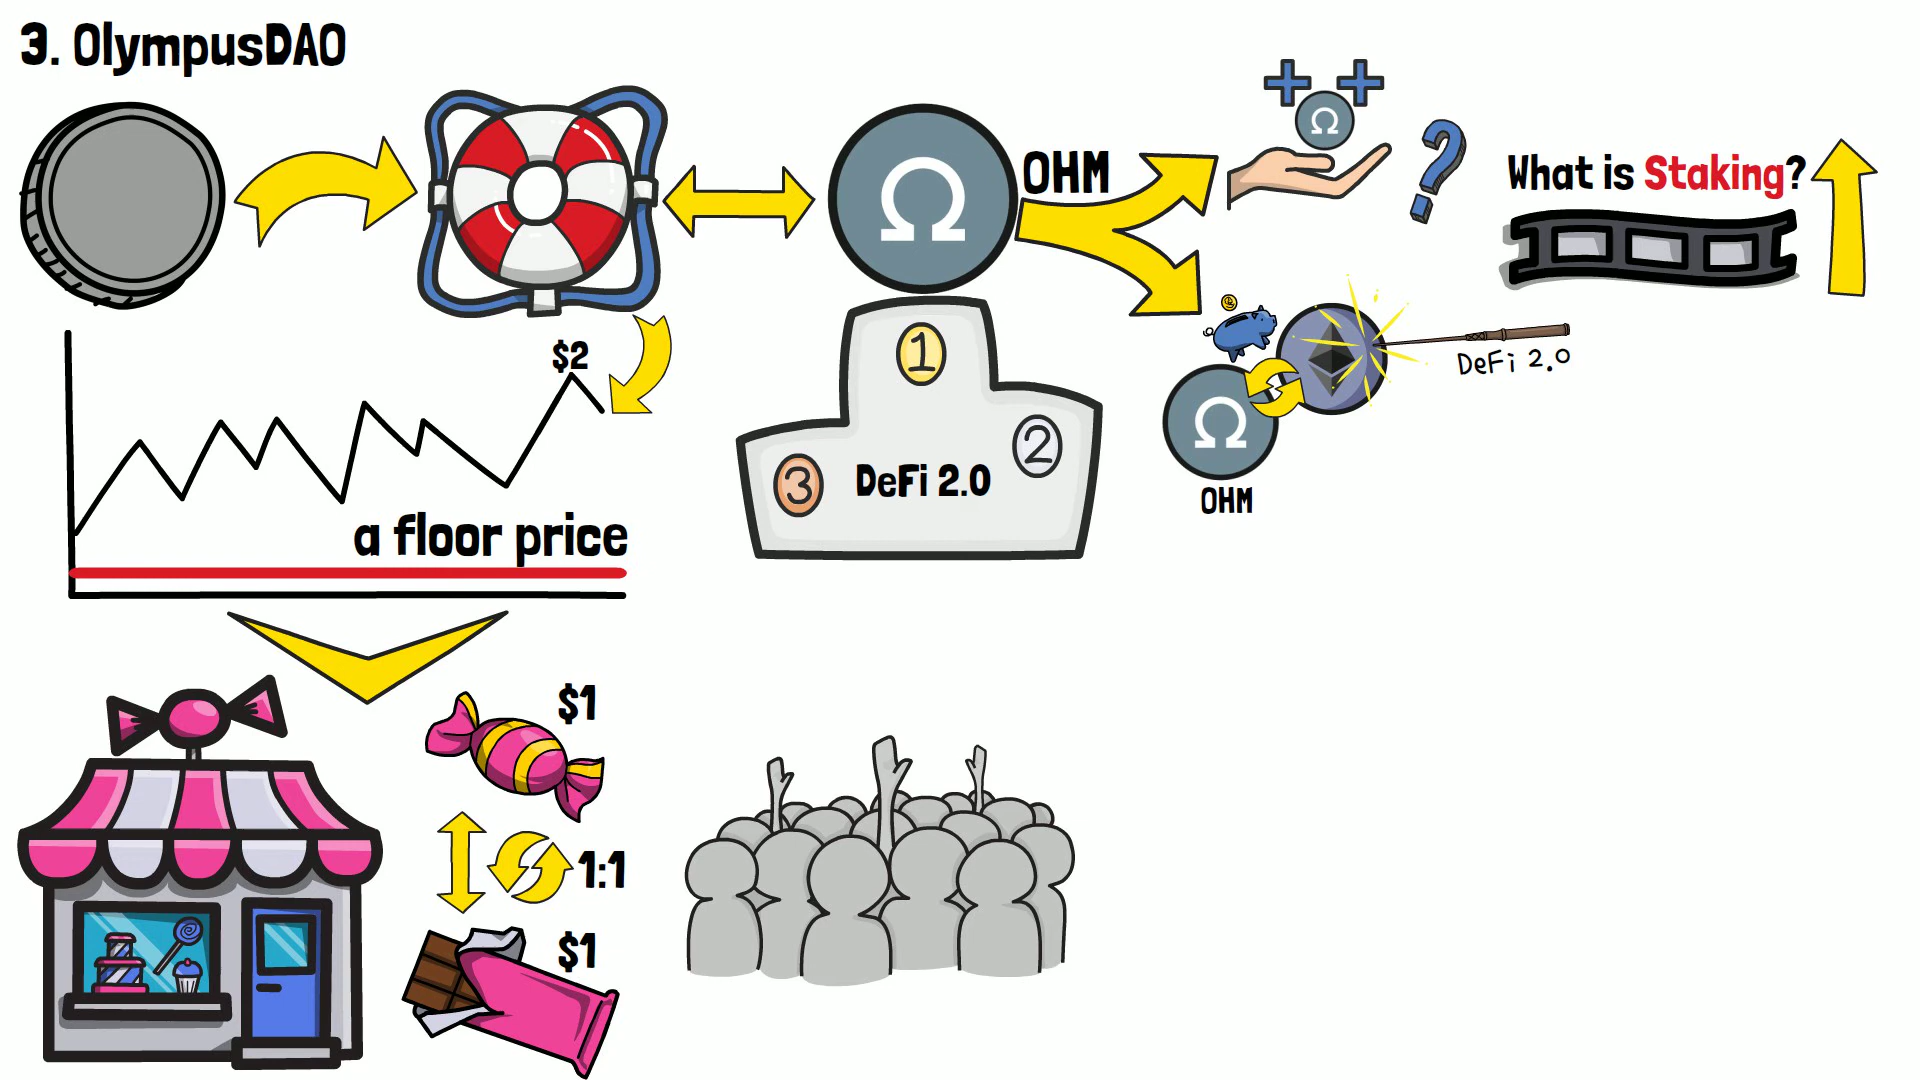 3. OlympusDAO
Ω
OHM
Ω
?
What is Staking?
$2
a floor price
1
2
3
DeFi 2.0
DeFi 2.0
Ω
OHM
$1
1:1
$1